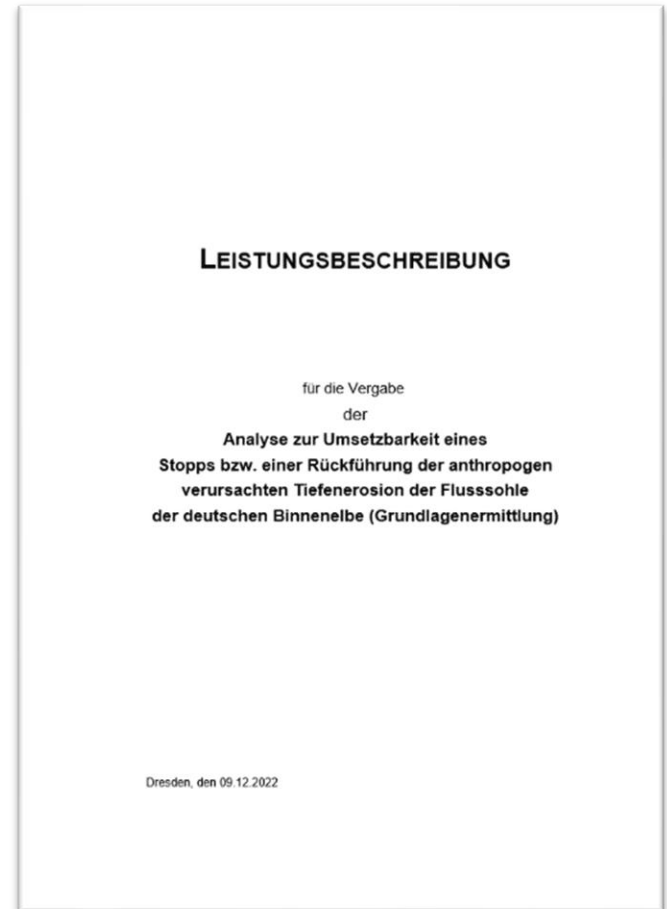 LEISTUNGSBESCHREIBUNG
für die Vergabe
der
Analyse zur Umsetzbarkeit eines
Stopps bzw. einer Rückführung der anthropogen
verursachten Tiefenerosion der Flusssohle
der deutschen Binnenelbe (Grundlagenermittlung)
Dresden, den 09.12.2022